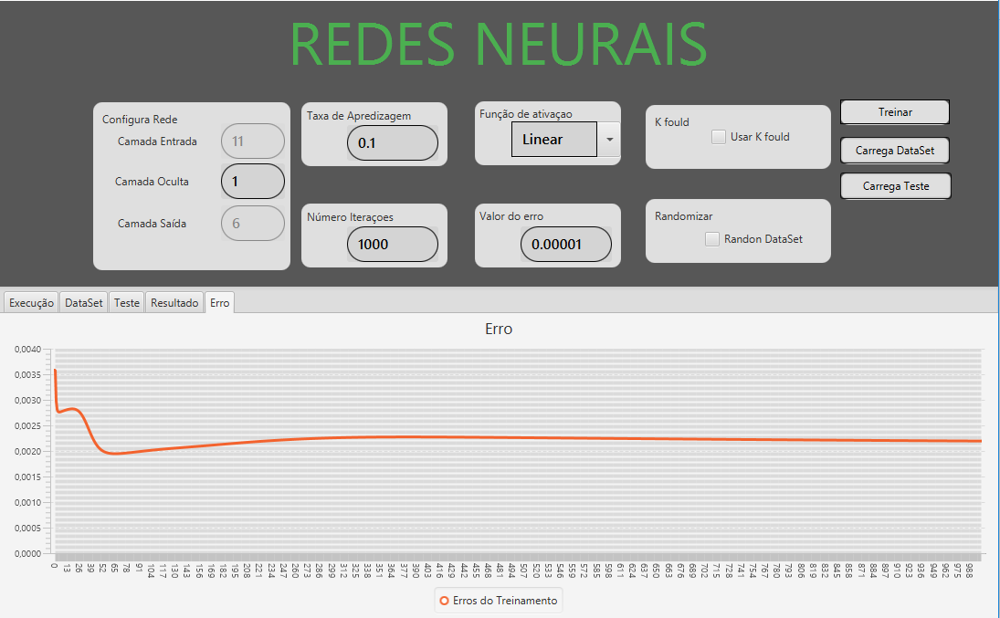 REDES NEURAIS
Configura Rede
Camada Entrada 11
Camada Oculta 1
Camada Saída 6
Taxa de Apredizagem
0.1
Número Iteraçoes
1000
Função de ativaçao
Linear
Valor do erro
0.00001
K fould
Usar K fould
Randomizar
Randon DataSet
Treinar
Carrega DataSet
Carrega Teste
Execução DataSet Teste Resultado Erro
Erro
0,0040
0,0035
0,0030
0,0025
0,0020
0,0015
0,0010
0,0005
0,0000
0 13 26 39 52 65 78 91 104 117 130 143 156 169 182 195 208 221 234 247 260 273 286 299 312 325 338 351 364 377 390 403 416 429 442 455 468 481 494 507 520 533 546 559 572 585 598 611 624 637 650 663 676 689 702 715 728 741 754 767 780 793 806 819 832 845 858 871 884 897 910 923 936 949 962 975 988
Erros do Treinamento